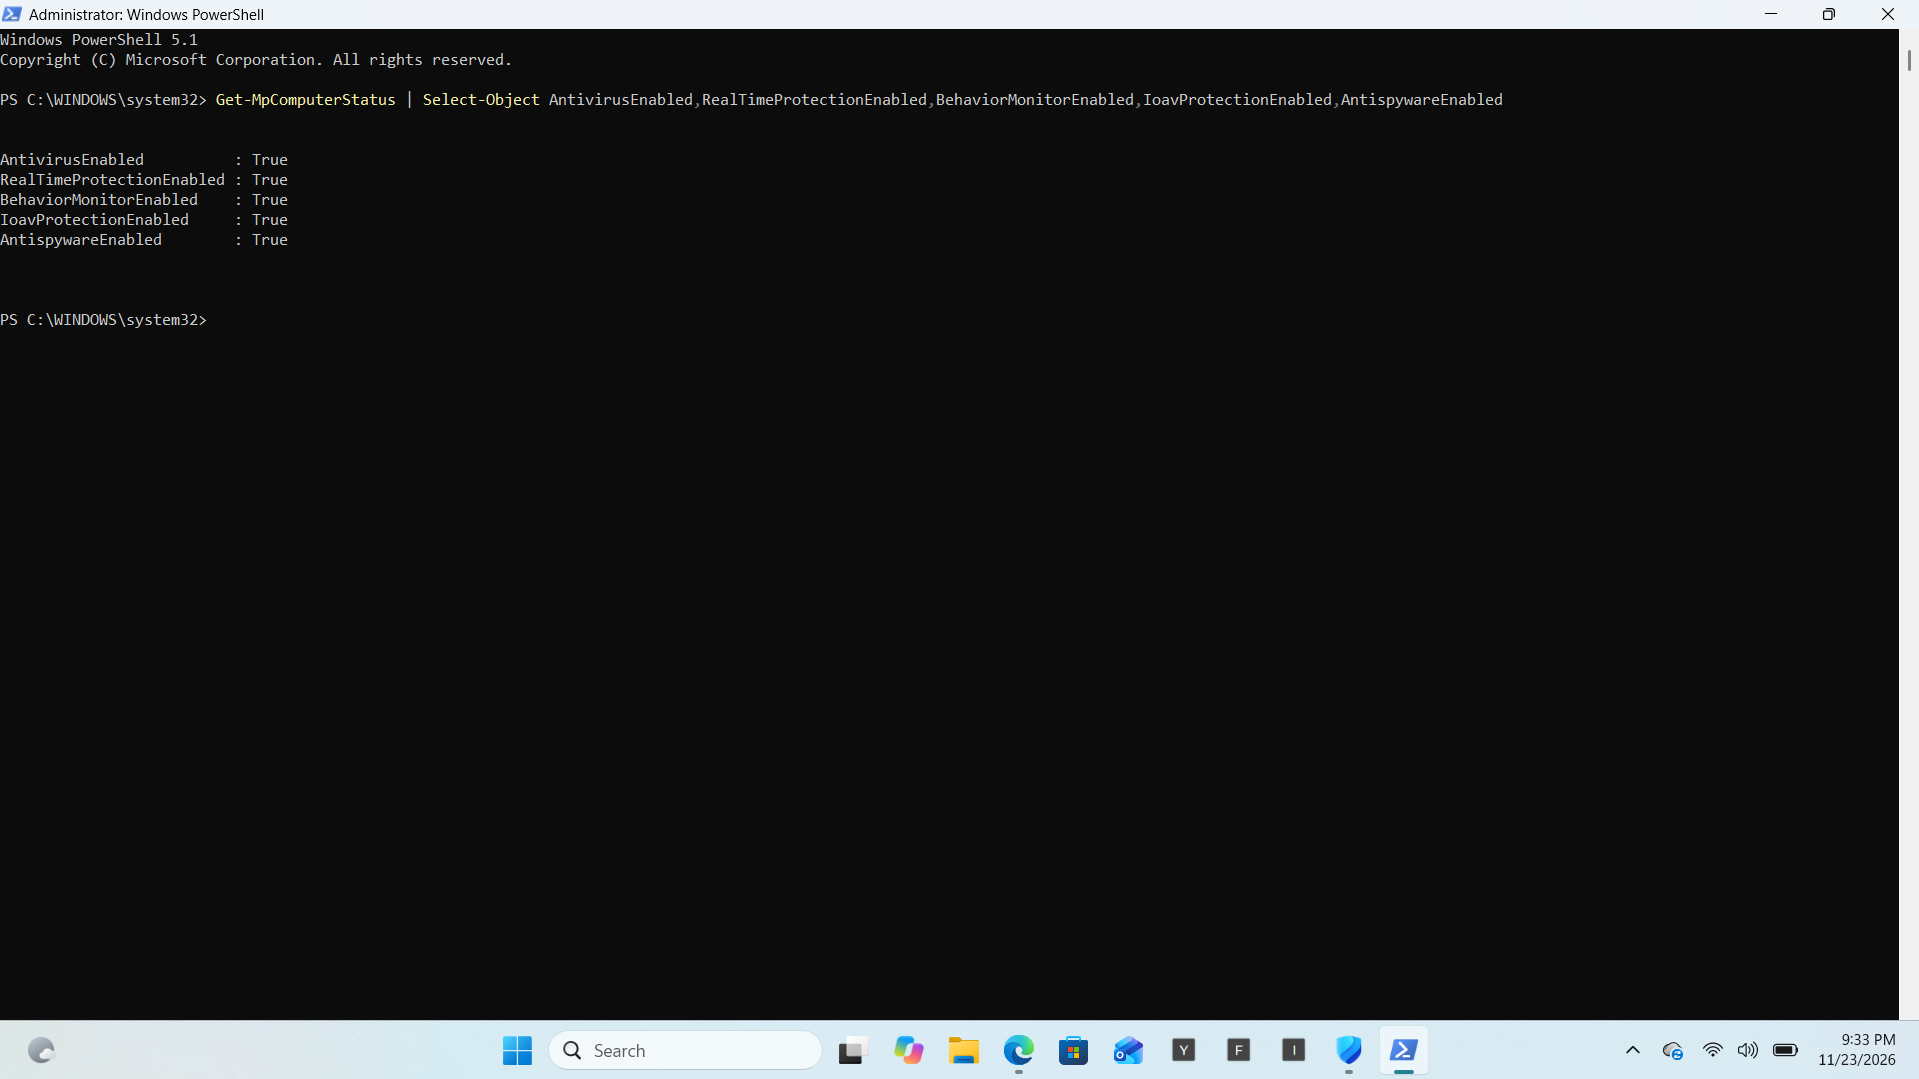 Administrator: Windows PowerShell
Windows PowerShell 5.1
Copyright (C) Microsoft Corporation. All rights reserved.
PS C:\WINDOWS\system32> Get-MpComputerStatus | Select-Object AntivirusEnabled,RealTimeProtectionEnabled,BehaviorMonitorEnabled,IoavProtectionEnabled,AntispywareEnabled
AntivirusEnabled          : True
RealTimeProtectionEnabled : True
BehaviorMonitorEnabled    : True
IoavProtectionEnabled     : True
AntispywareEnabled        : True
PS C:\WINDOWS\system32>
Search
Y
F
I
9:33 PM
11/23/2026